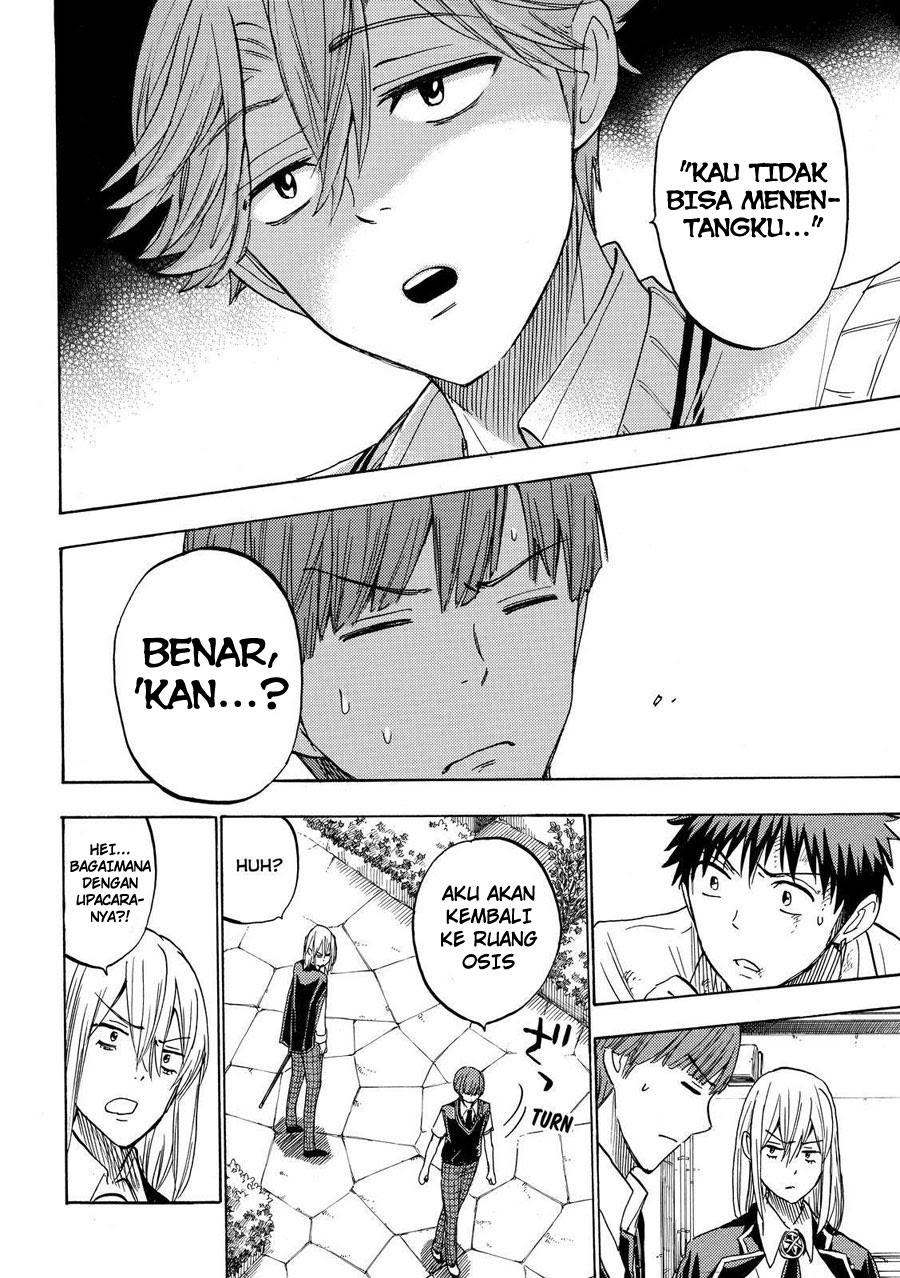 "KAU TIDAK
BISA MENEN-
TANGKU..."
BENAR,
'KAN...?
AKU AKAN
KEMBALI
KE RUANG
OSIS
TURN
HUH?
HEI...
BAGAIMANA
DENGAN
UPACARA-
NYA?!